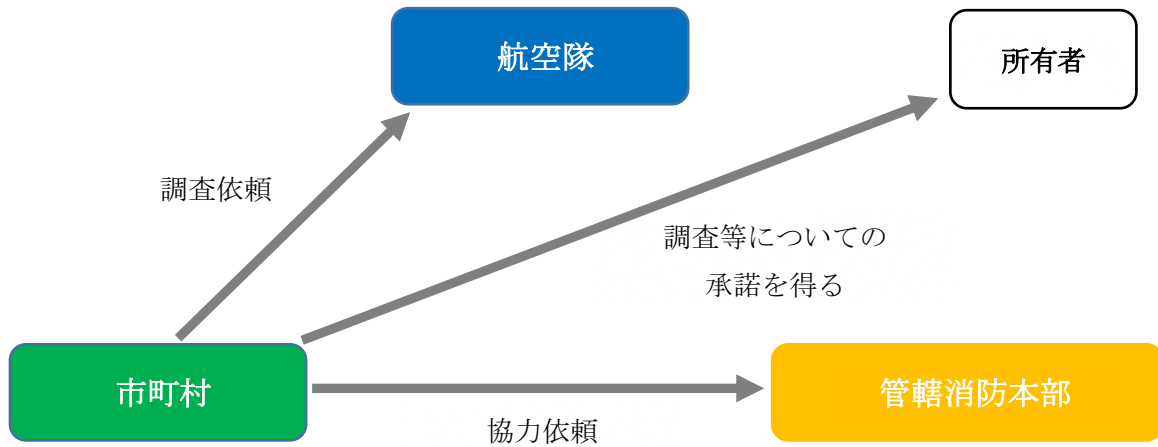 航空隊
所有者
調査依頼
調査等についての
承諾を得る
市町村
管轄消防本部
協力依頼